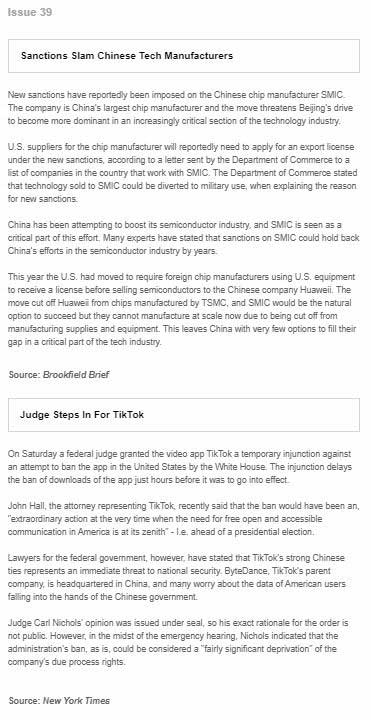 Issue 39
Sanctions Slam Chinese Tech Manufacturers
New sanctions have reportedly been imposed on the Chinese chip manufacturer SMIC.
The company is China's largest chip manufacturer and the move threatens Beijing's drive
to become more dominant in an increasingly critical section of the technology industry.
U.S. suppliers for the chip manufacturer will reportedly need to apply for an export license
under the new sanctions, according to a letter sent by the Department of Commerce to a
list of companies in the country that work with SMIC. The Department of Commerce stated
that technology sold to SMIC could be diverted to military use, when explaining the reason
for new sanctions.
China has been attempting to boost its semiconductor industry, and SMIC is seen as a
critical part of this effort. Many experts have stated that sanctions on SMIC could hold back
China's efforts in the semiconductor industry by years.
This year the U.S. had moved to require foreign chip manufacturers using U.S. equipment
to receive a license before selling semiconductors to the Chinese company Huaweii. The
move cut off Huaweii from chips manufactured by TSMC, and SMIC would be the natural
option to succeed but they cannot manufacture at scale now due to being cut off from
manufacturing supplies and equipment. This leaves China with very few options to fill their
gap in a critical part of the tech industry.
Source: Brookfield Brief
Judge Steps In For TikTok
On Saturday a federal judge granted the video app TikTok a temporary injunction against
an attempt to ban the app in the United States by the White House. The injunction delays
the ban of downloads of the app just hours before it was to go into effect.
John Hall, the attorney representing TikTok, recently said that the ban would have been an,
"extraordinary action at the very time when the need for free open and accessible
communication in America is at its zenith" - I.e. ahead of a presidential election.
Lawyers for the federal government, however, have stated that TikTok's strong Chinese
ties represents an immediate threat to national security. ByteDance, TikTok's parent
company, is headquartered in China, and many worry about the data of American users
falling into the hands of the Chinese government.
Judge Carl Nichols' opinion was issued under seal, so his exact rationale for the order is
not public. However, in the midst of the emergency hearing, Nichols indicated that the
administration's ban, as is, could be considered a "fairly significant deprivation" of the
company's due process rights.
Source: New York Times